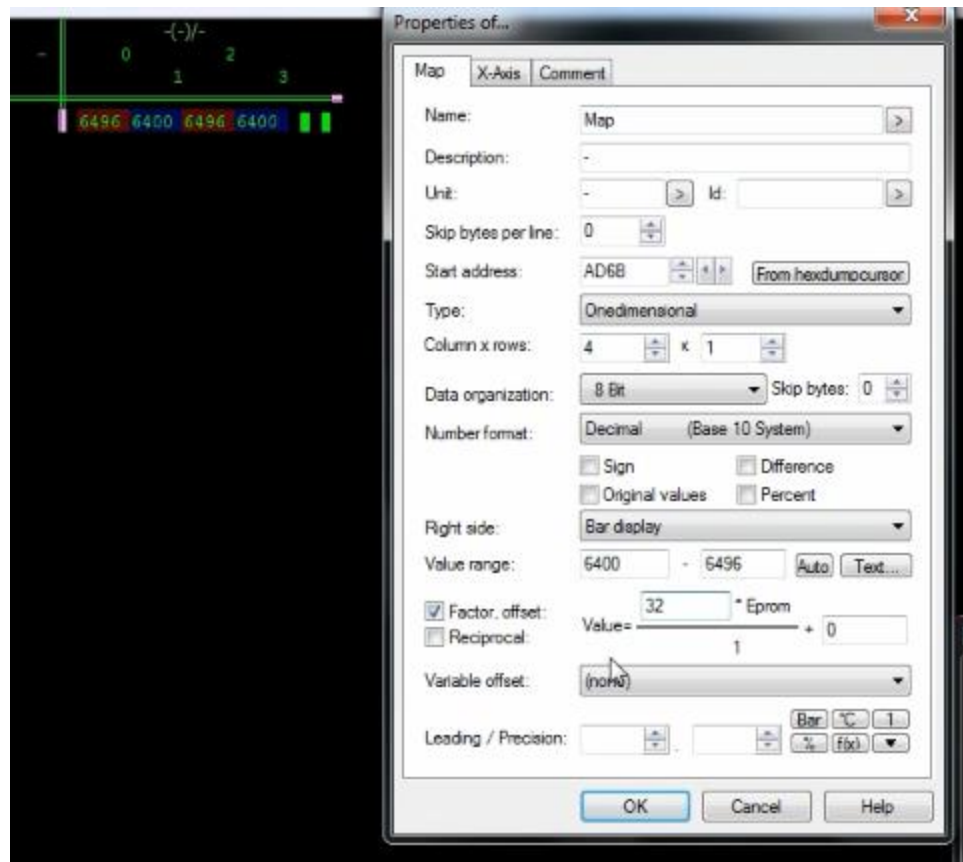 -(-)/-
- 0 2
1 3
6496 6400 6496 6400
Properties of...
Map X-Axis Comment
Name: Map >
Description: -
Unit: - > Id: >
Skip bytes per line: 0
Start address: AD6B From hexdumpcursor
Type: Onedimensional
Column x rows: 4 x 1
Data organization: 8 Bit Skip bytes: 0
Number format: Decimal (Base 10 System)
Sign Difference
Original values Percent
Right side: Bar display
Value range: 6400 - 6496 Auto Text...
Factor, offset: 32 * Eprom
Reciprocal: Value= + 0
1
Variable offset:
Bar °C 1
Leading / Precision: . % f(x)
OK Cancel Help